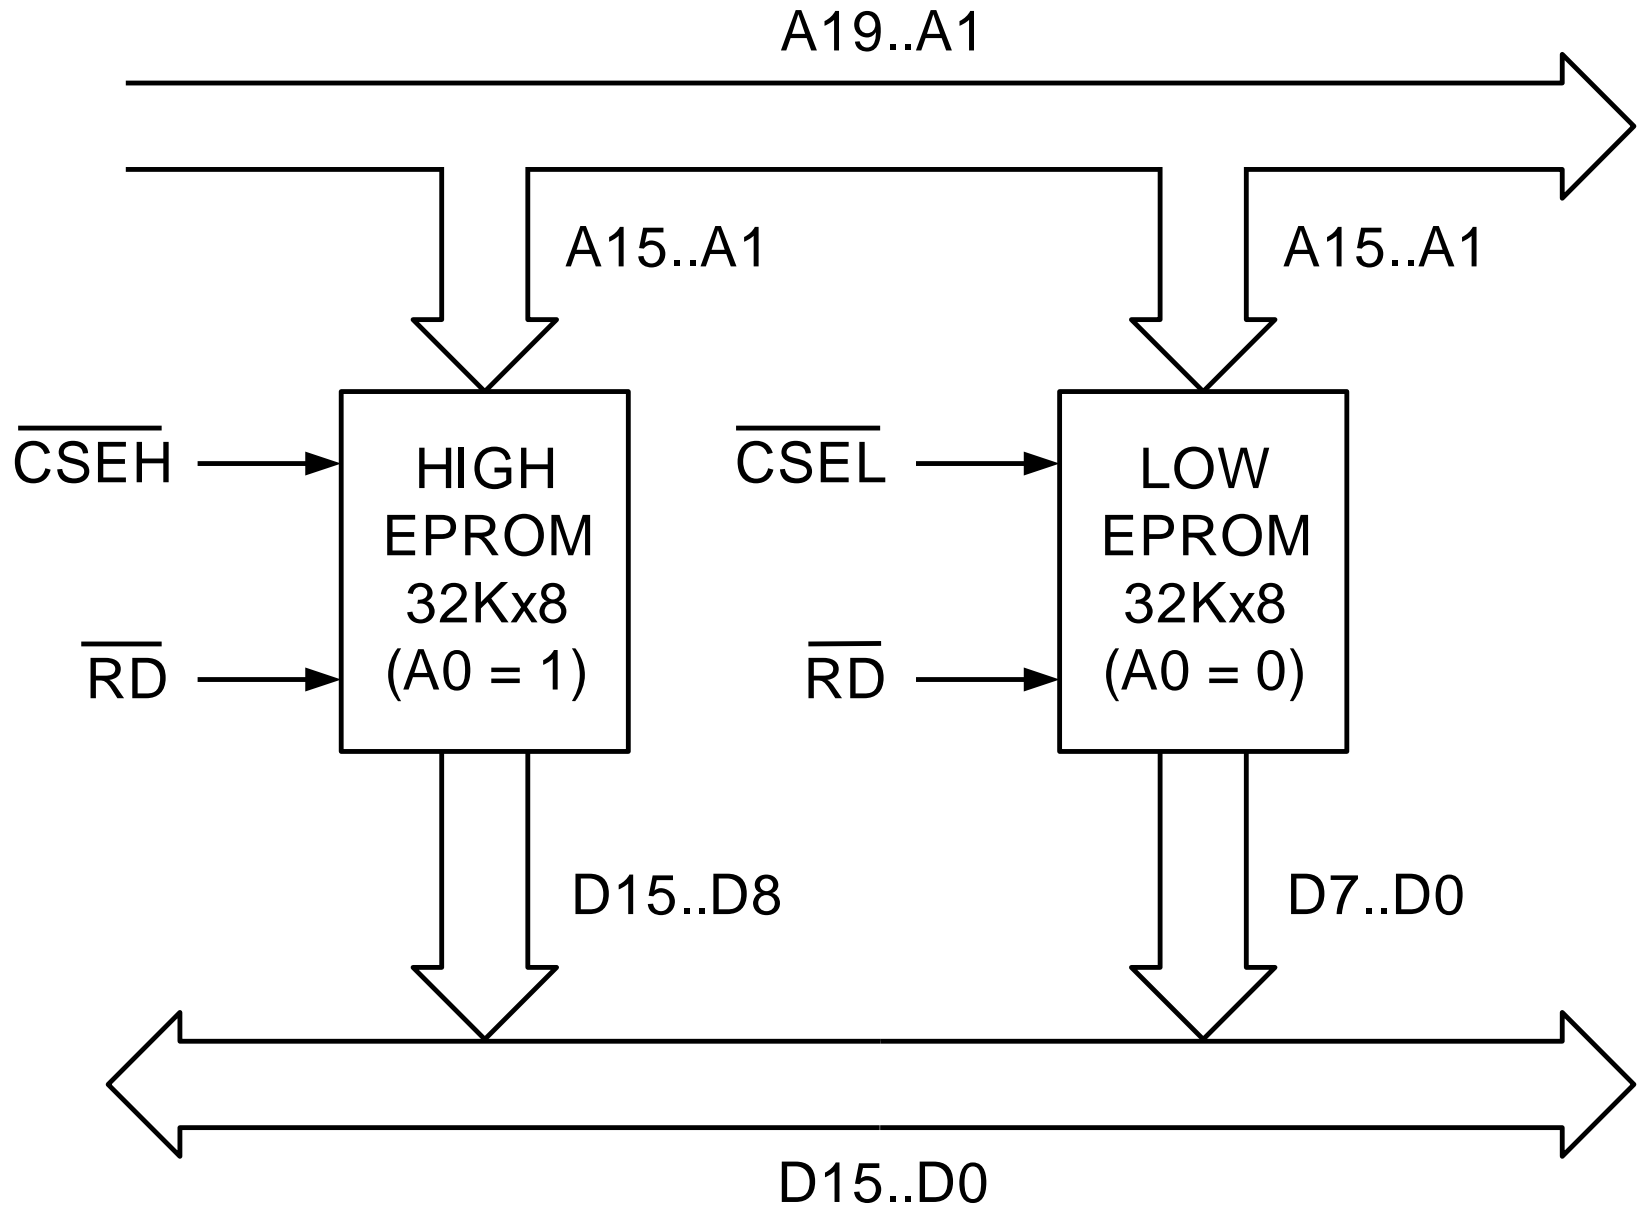 A19..A1
A15..A1
A15..A1
CSEH
HIGH
EPROM
32Kx8
(A0 = 1)
RD
CSEL
LOW
EPROM
32Kx8
(A0 = 0)
RD
D15..D8
D7..D0
D15..D0